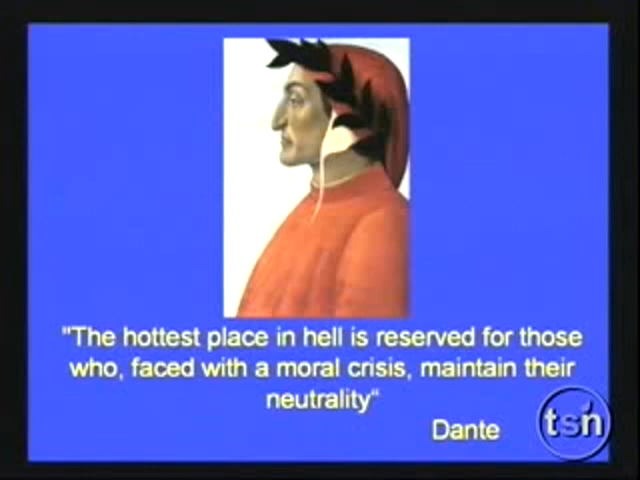 "The hottest place in hell is reserved for those
who, faced with a moral crisis, maintain their
neutrality“
Dante
tsn